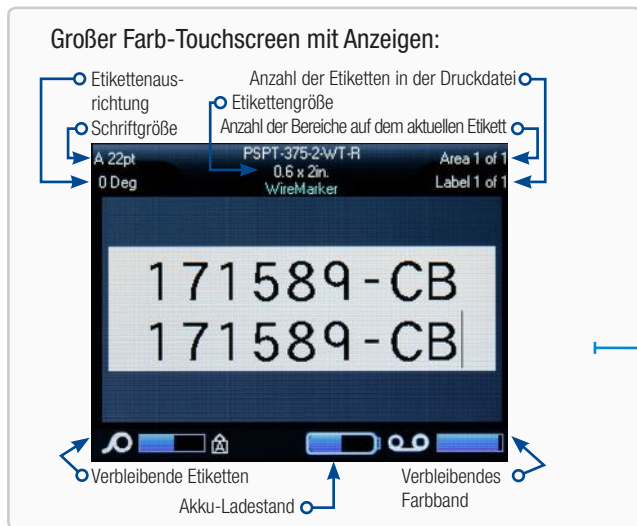 Großer Farb-Touchscreen mit Anzeigen:
Etikettenaus-
richtung
Schriftgröße
Anzahl der Etiketten in der Druckdatei
Etikettengröße
Anzahl der Bereiche auf dem aktuellen Etikett
A 22pt
0 Deg
PSPT-375-2-WT-R
0.6 x 2in.
WireMarker
Area 1 of 1
Label 1 of 1
171589-CB
171589-CB
A
Verbleibende Etiketten
Akku-Ladestand
Verbleibendes
Farbband